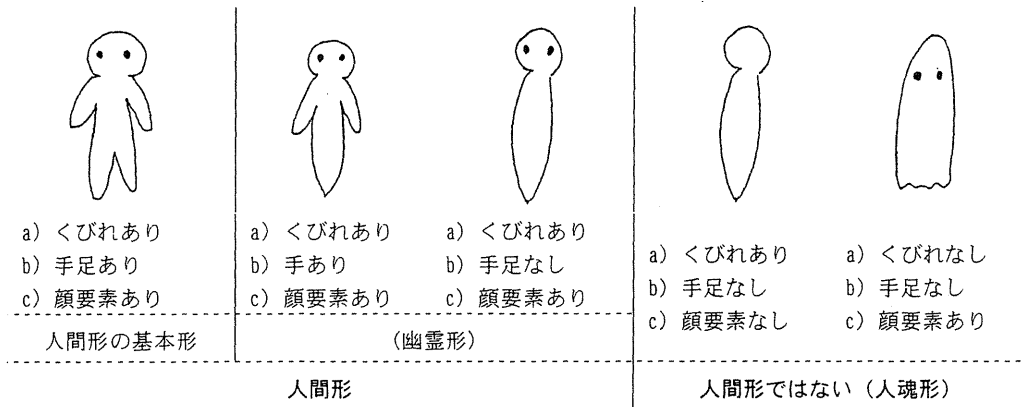 a) くびれあり
b) 手足あり
c) 顔要素あり
人間形の基本形
a) くびれあり
b) 手あり
c) 顔要素あり
a) くびれあり
b) 手足なし
c) 顔要素あり
(幽霊形)
人間形
a) くびれあり
b) 手足なし
c) 顔要素なし
a) くびれなし
b) 手足なし
c) 顔要素あり
人間形ではない(人魂形)